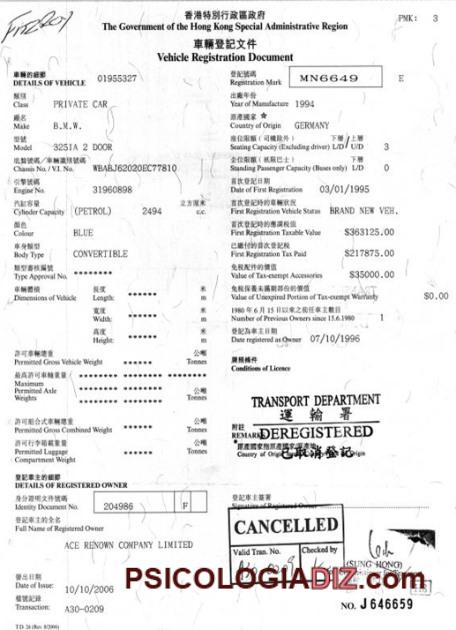 香港特別行政區政府
The Government of the Hong Kong Special Administrative Region
PMK: 3
車輛登記文件
Vehicle Registration Document
車輛的細節
DETAILS OF VEHICLE 01955327
登記號碼
Registration Mark MN6649 E
類別
Class PRIVATE CAR
出廠年份
Year of Manufacture 1994
廠名
Make B.M.W.
原產國家
Country of Origin GERMANY
型號
Model 325IA 2 DOOR
座位限額 (司機除外) 下層/上層
Seating Capacity (Excluding driver) L/D/U/D 3
底盤號碼/車輛識別號碼
Chassis No. / V.I. No. WBABJ62020EC77810
企位限額 (祇限巴士) 下層
Standing Passenger Capacity (Buses only) L/D 0
引擎號碼
Engine No. 31960898
首次登記日期
Date of First Registration 03/01/1995
汽缸容量 立方厘米
Cylinder Capacity (PETROL) 2494 c.c.
首次登記時的車輛狀況
First Registration Vehicle Status BRAND NEW VEH.
顏色
Colour BLUE
首次登記時的應課稅值
First Registration Taxable Value $363125.00
車身類型
Body Type CONVERTIBLE
已繳付的首次登記稅
First Registration Tax Paid $217875.00
類型審核編號
Type Approval No. ********
免稅配件的價值
Value of Tax-exempt Accessories $35000.00
車輛體積 長度 米
Dimensions of Vehicle Length: ****** m
免稅保養未滿期部份的價值
Value of Unexpired Portion of Tax-exempt Warranty $0.00
寬度 米
Width: ****** m
1980 年 6 月 15 日以來之前任車主數目
Number of Previous Owners since 15.6.1980 1
高度 米
Height: ****** m
登記為車主日期
Date registered as Owner 07/10/1996
許可車輛總重 公噸
Permitted Gross Vehicle Weight ****** Tonnes
Conditions of Licence
最高許可車軸重量 公噸
Maximum
Permitted Axle
Weights Tonnes
TRANSPORT DEPARTMENT
運輸署
附註
REMARK
DEREGISTERED
已取消登記
許可組合式車輛總重 公噸
Permitted Gross Combined Weight ****** Tonnes
許可行李箱載重量 公噸
Permitted Luggage ****** Tonnes
Compartment Weight
登記車主的細節
DETAILS OF REGISTERED OWNER
身分證明文件號碼
Identity Document No. 204986 F
登記車主簽署
Signature of Registered Owner
登記車主的全名
Full Name of Registered Owner
ACE RENOWN COMPANY LIMITED
CANCELLED
Valid Tran. No. Checked by
(SUNG HONG)
發出日期
Date of Issue: 10/10/2006
PSICOLOGIADIZ.com
檔號記錄
Transaction: A30-0209
NO. J646659
T.D. 26 (Rev. 8/2006)